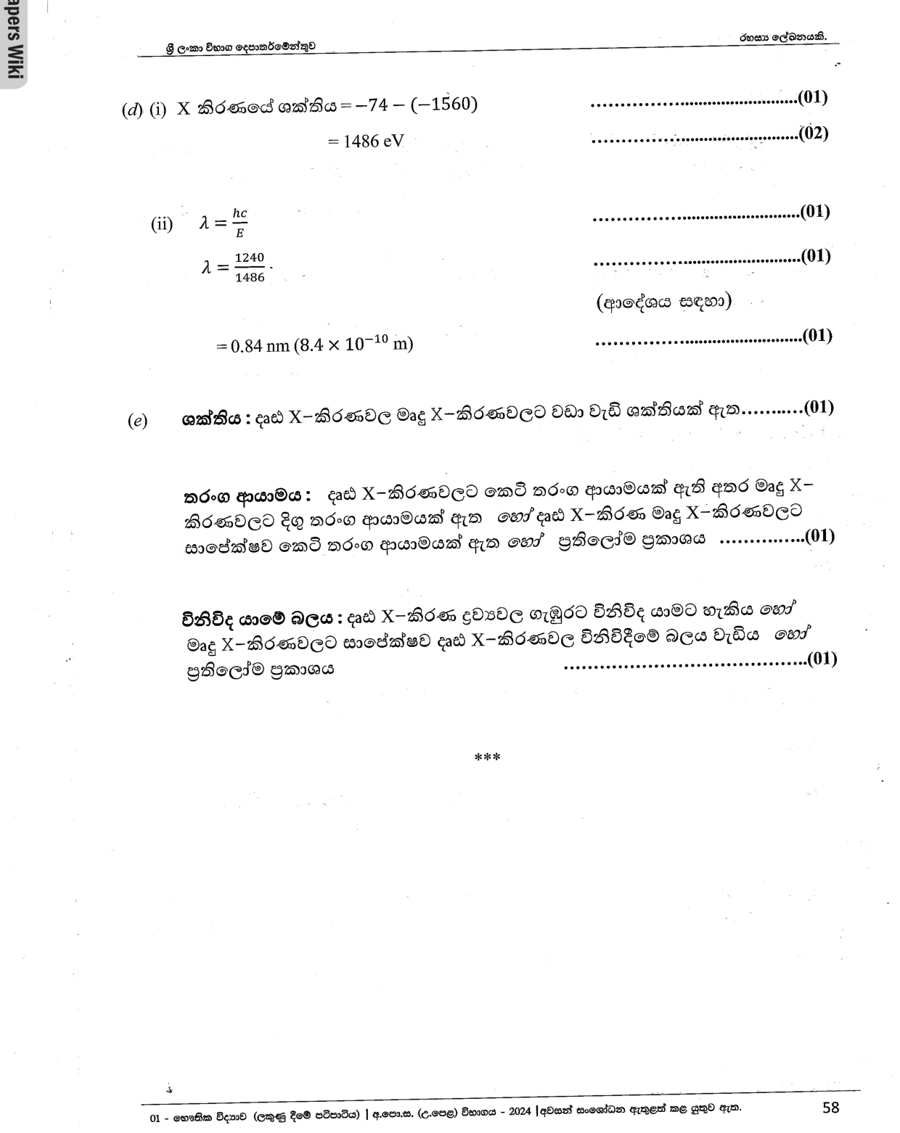 apers Wiki
ශ්‍රී ලංකා විභාග දෙපාර්තමේන්තුව
රහස්‍ය ලේඛනයකි.
(d) (i) X කිරණයේ ශක්තිය = −74 − (−1560) ..........................................(01)
= 1486 eV ..........................................(02)
(ii) λ = hc/E ..........................................(01)
λ = 1240/1486 ..........................................(01)
(ආදේශය සඳහා)
= 0.84 nm (8.4 × 10⁻¹⁰ m) ..........................................(01)
(e) ශක්තිය : දෘඪ X−කිරණවල මෘදු X−කිරණවලට වඩා වැඩි ශක්තියක් ඇත...........(01)
තරංග ආයාමය : දෘඪ X−කිරණවලට කෙටි තරංග ආයාමයක් ඇති අතර මෘදු X−
කිරණවලට දිගු තරංග ආයාමයක් ඇත හෝ දෘඪ X−කිරණ මෘදු X−කිරණවලට
සාපේක්ෂව කෙටි තරංග ආයාමයක් ඇත හෝ ප්‍රතිලෝම ප්‍රකාශය ...............(01)
විනිවිද යාමේ බලය : දෘඪ X−කිරණ ද්‍රව්‍යවල ගැඹුරට විනිවිද යාමට හැකිය හෝ
මෘදු X−කිරණවලට සාපේක්ෂව දෘඪ X−කිරණවල විනිවිදීමේ බලය වැඩිය හෝ
ප්‍රතිලෝම ප්‍රකාශය ..........................................(01)
***
01 - භෞතික විද්‍යාව (ලකුණු දීමේ පටිපාටිය) | අ.පො.ස. (උ.පෙළ) විභාගය - 2024 | අවසන් සංශෝධන ඇතුළත් කළ යුතුව ඇත.
58